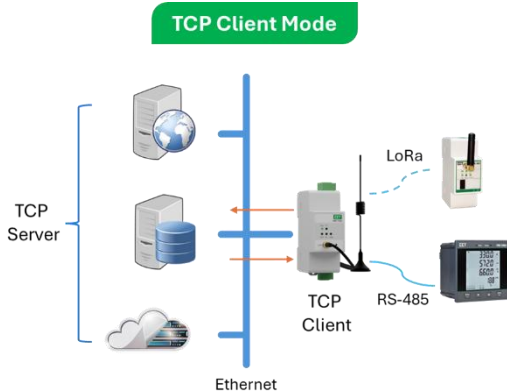 TCP Client Mode
LoRa
TCP
Server
TCP
Client
RS-485
Ethernet